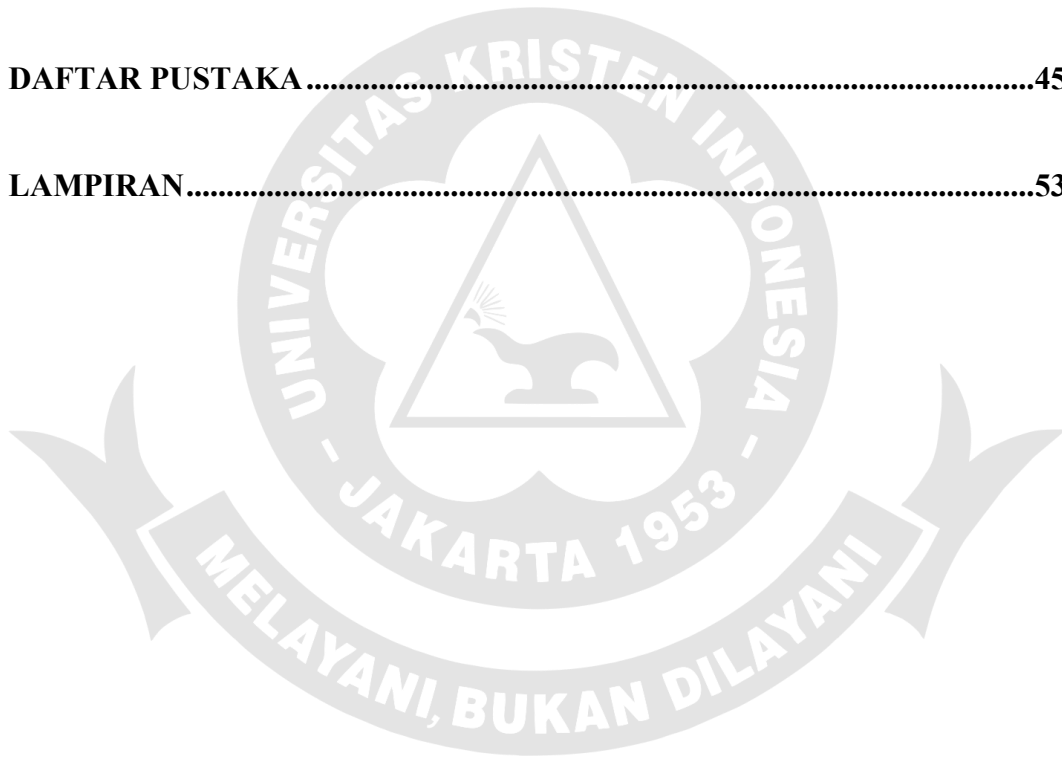 DAFTAR PUSTAKA ............................................................................................45
LAMPIRAN...........................................................................................................53
UNIVERSITAS KRISTEN INDONESIA
- JAKARTA 1953 -
MELAYANI, BUKAN DILAYANI